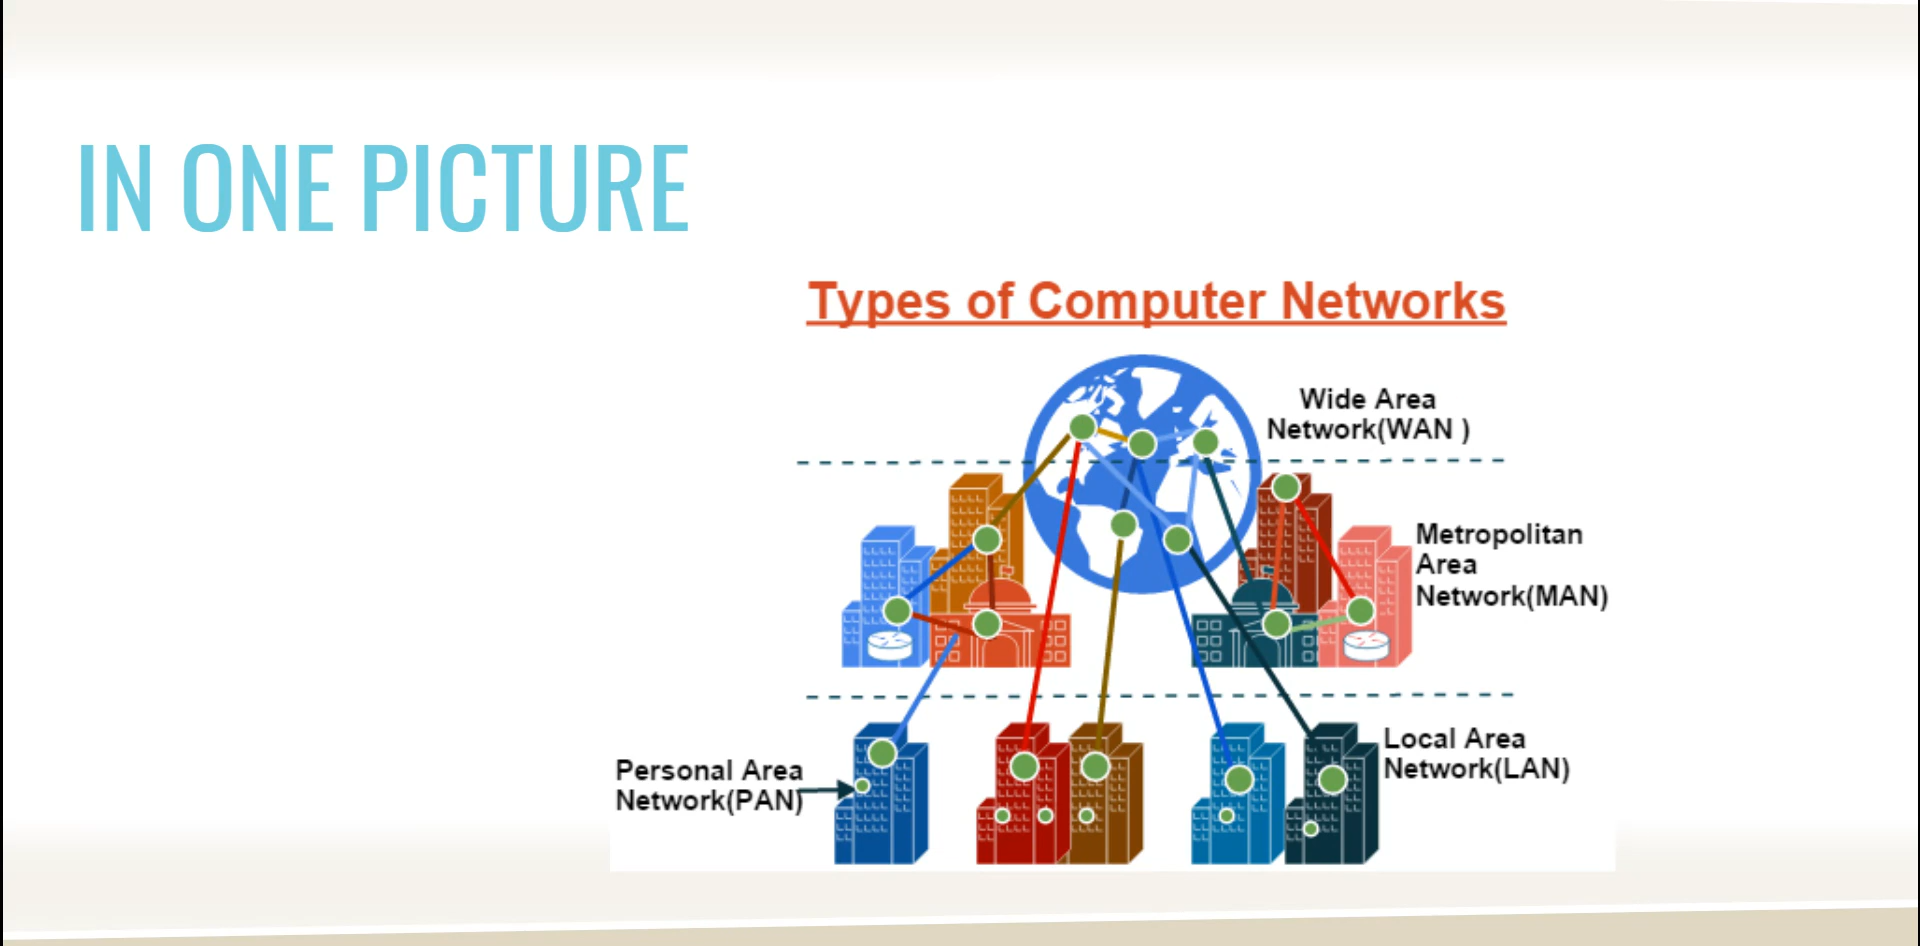 IN ONE PICTURE
Types of Computer Networks
Wide Area
Network(WAN )
Metropolitan
Area
Network(MAN)
Local Area
Network(LAN)
Personal Area
Network(PAN)